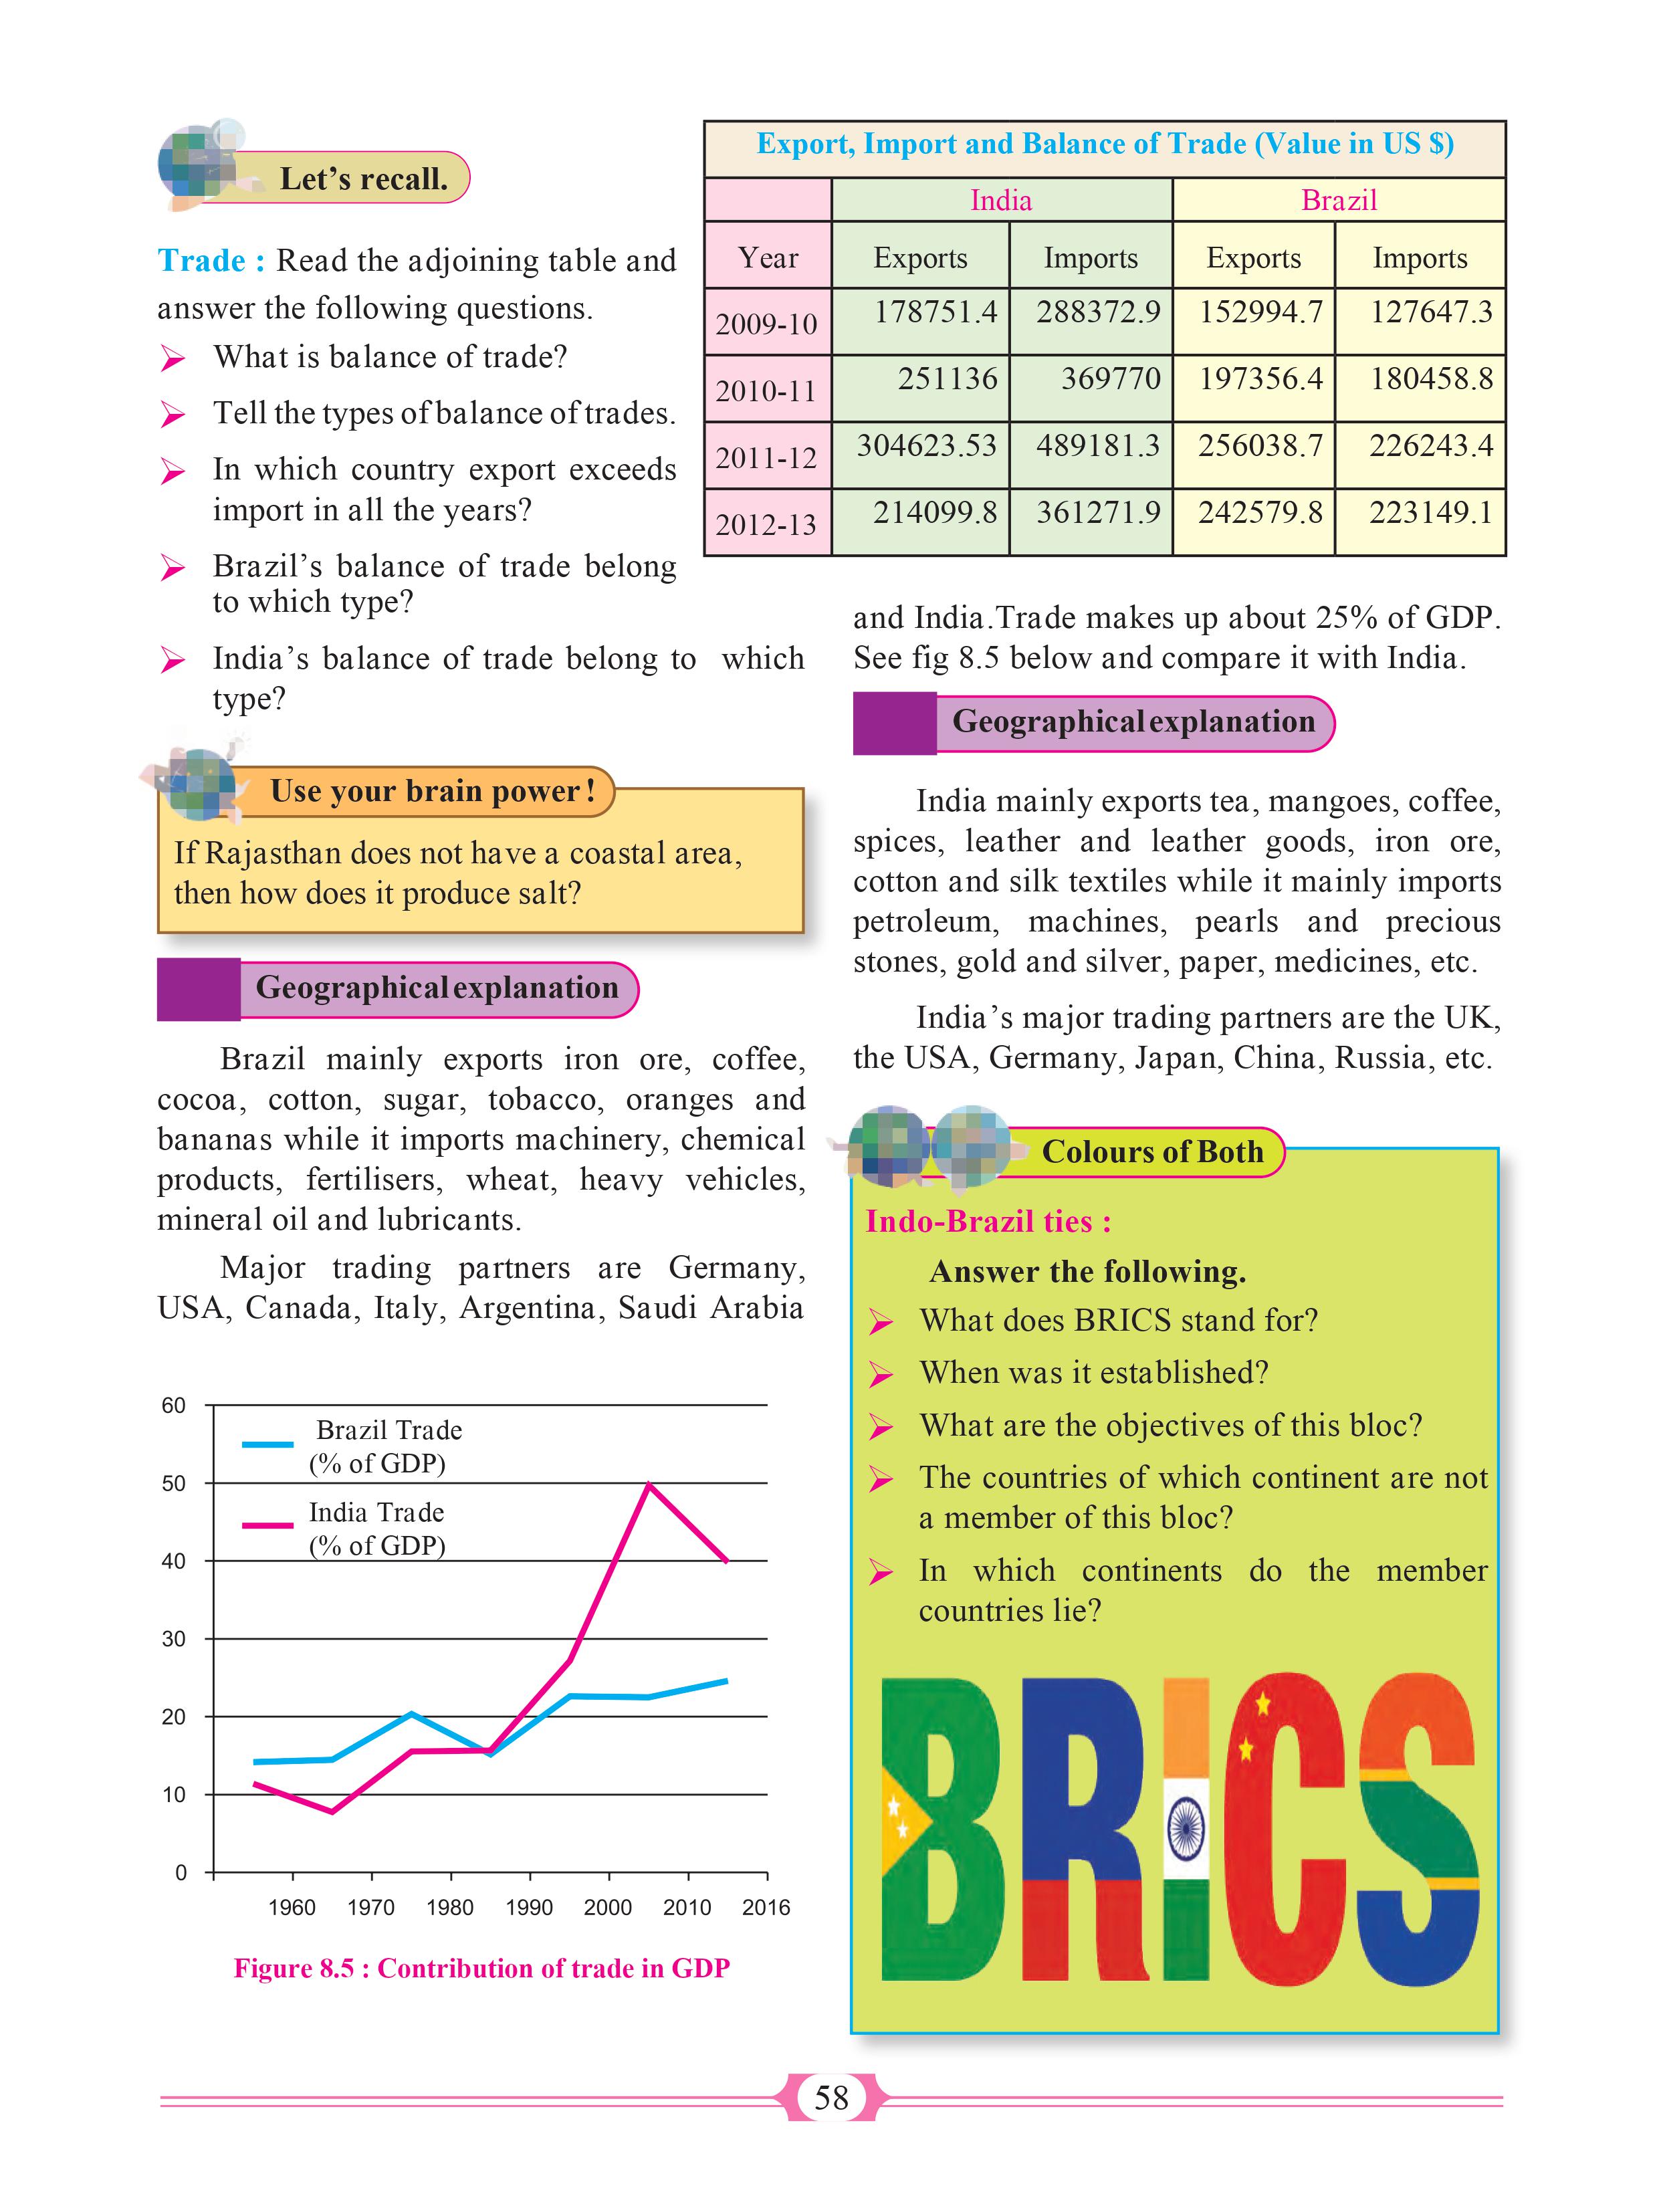 Let’s recall.
Trade : Read the adjoining table and
answer the following questions.
What is balance of trade?
Tell the types of balance of trades.
In which country export exceeds
import in all the years?
Brazil’s balance of trade belong
to which type?
India’s balance of trade belong to which
type?
Export, Import and Balance of Trade (Value in US $)
India Brazil
Year Exports Imports Exports Imports
2009-10 178751.4 288372.9 152994.7 127647.3
2010-11 251136 369770 197356.4 180458.8
2011-12 304623.53 489181.3 256038.7 226243.4
2012-13 214099.8 361271.9 242579.8 223149.1
Use your brain power !
If Rajasthan does not have a coastal area,
then how does it produce salt?
Geographical explanation
Brazil mainly exports iron ore, coffee,
cocoa, cotton, sugar, tobacco, oranges and
bananas while it imports machinery, chemical
products, fertilisers, wheat, heavy vehicles,
mineral oil and lubricants.
Major trading partners are Germany,
USA, Canada, Italy, Argentina, Saudi Arabia
and India.Trade makes up about 25% of GDP.
See fig 8.5 below and compare it with India.
Geographical explanation
India mainly exports tea, mangoes, coffee,
spices, leather and leather goods, iron ore,
cotton and silk textiles while it mainly imports
petroleum, machines, pearls and precious
stones, gold and silver, paper, medicines, etc.
India’s major trading partners are the UK,
the USA, Germany, Japan, China, Russia, etc.
60
50
40
30
20
10
0
Brazil Trade
(% of GDP)
India Trade
(% of GDP)
1960 1970 1980 1990 2000 2010 2016
Figure 8.5 : Contribution of trade in GDP
Colours of Both
Indo-Brazil ties :
Answer the following.
What does BRICS stand for?
When was it established?
What are the objectives of this bloc?
The countries of which continent are not
a member of this bloc?
In which continents do the member
countries lie?
BRICS
58